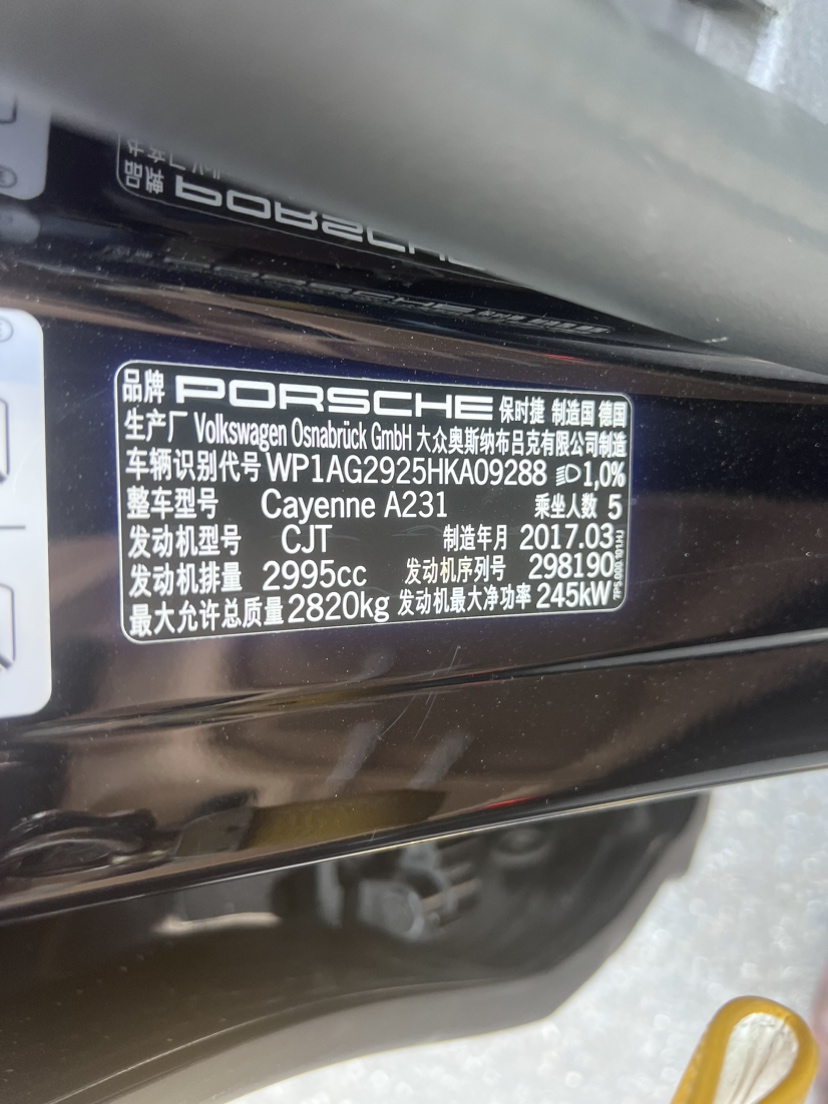 品牌 PORSCHE 保时捷 制造国 德国
生产厂 Volkswagen Osnabrück GmbH 大众奥斯纳布吕克有限公司制造
车辆识别代号 WP1AG2925HKA09288 1,0%
整车型号 Cayenne A231 乘坐人数 5
发动机型号 CJT 制造年月 2017.03
发动机排量 2995cc 发动机序列号 298190
最大允许总质量 2820kg 发动机最大净功率 245kW